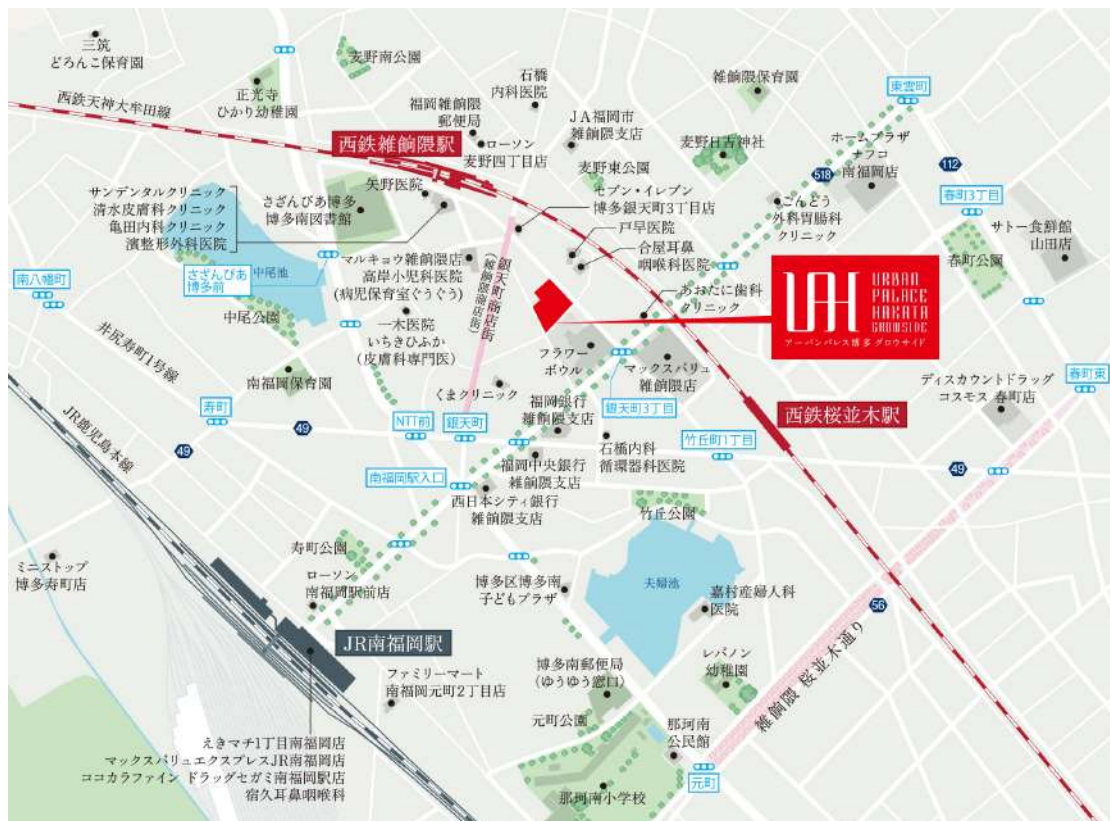 三筑
どろんこ保育園
麦野南公園
正光寺
ひかり幼稚園
西鉄天神大牟田線
石橋
内科医院
福岡雑餉隈
郵便局
西鉄雑餉隈駅
ローソン
麦野四丁目店
JA福岡市
雑餉隈支店
雑餉隈保育園
東雲町
麦野日吉神社
ホームプラザ
ナフコ
南福岡店
518
112
春町3丁目
麦野東公園
矢野医院
サンデンタルクリニック
清水皮膚科クリニック
亀田内科クリニック
濱整形外科医院
さざんぴあ博多
博多南図書館
セブン・イレブン
博多銀天町3丁目店
戸早医院
合屋耳鼻
咽喉科医院
ごんどう
外科胃腸科
クリニック
サトー食鮮館
山田店
春町公園
南八幡町
さざんぴあ
博多前
中尾池
中尾公園
マルキョウ雑餉隈店
高岸小児科医院
(病児保育室ぐうぐう)
銀天町商店街
(雑餉隈商店街)
あおたに歯科
クリニック
UAH
URBAN
PALACE
HAKATA
GROWSIDE
アーバンパレス博多 グロウサイド
井尻寿町1号線
一木医院
いちきひふか
(皮膚科専門医)
フラワー
ボウル
マックスバリュ
雑餉隈店
南福岡保育園
くまクリニック
銀天町3丁目
西鉄桜並木駅
ディスカウントドラッグ
コスモス 春町店
春町東
寿町
49
NTT前
銀天町
福岡銀行
雑餉隈支店
JR鹿児島本線
49
石橋内科
循環器科医院
竹丘町1丁目
49
南福岡駅入口
福岡中央銀行
雑餉隈支店
西日本シティ銀行
雑餉隈支店
竹丘公園
寿町公園
ミニストップ
博多寿町店
ローソン
南福岡駅前店
博多区博多南
子どもプラザ
夫婦池
嘉村産婦人科
医院
56
JR南福岡駅
ファミリーマート
南福岡元町2丁目店
博多南郵便局
(ゆうゆう窓口)
レバノン
幼稚園
雑餉隈 桜並木通り
元町公園
那珂南
公民館
えきマチ1丁目南福岡店
マックスバリュエクスプレスJR南福岡店
ココカラファイン ドラッグセガミ南福岡駅店
宿久耳鼻咽喉科
元町
那珂南小学校